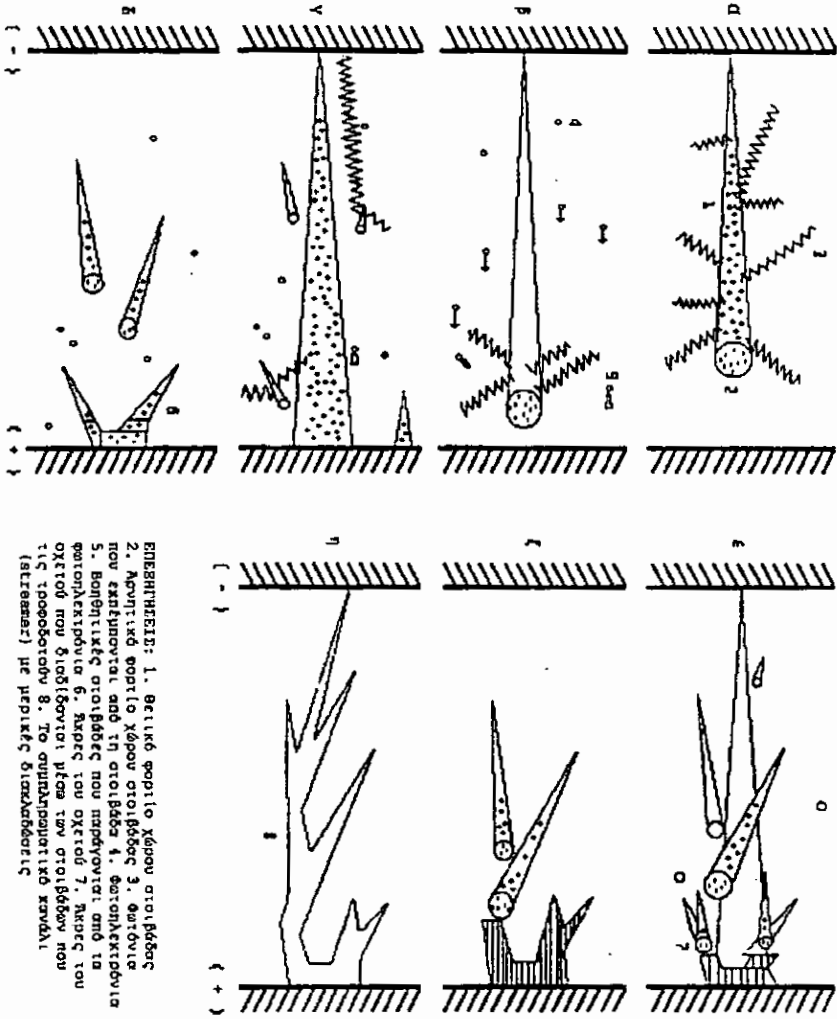 α
3
1
2
β
4
5
γ
δ
6
(-)
(+)
ε
7
ζ
η
8
(-)
(+)
ΕΠΕΞΗΓΗΣΕΙΣ: 1. Θετικό φορτίο χώρου στοιβάδας
2. Αρνητικό φορτίο χώρου στοιβάδας 3. Φωτόνια
που εκπέμπονται από τη στοιβάδα 4. Φωτοηλεκτρόνια
5. Βοηθητικές στοιβάδες που παράγονται από τα
φωτοηλεκτρόνια 6. Άκρες του οχετού 7. Άκρες του
οχετού που διαδίδονται μέσω των στοιβάδων που
τις τροφοδοτούν 8. Το συμπληρωματικό κανάλι
(streamer) με μερικές διακλαδώσεις